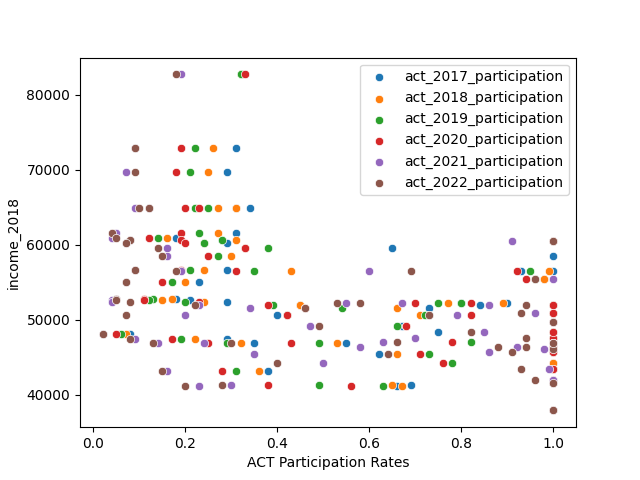 act_2017_participation
act_2018_participation
act_2019_participation
act_2020_participation
act_2021_participation
act_2022_participation
80000
70000
60000
50000
40000
income_2018
0.0 0.2 0.4 0.6 0.8 1.0
ACT Participation Rates